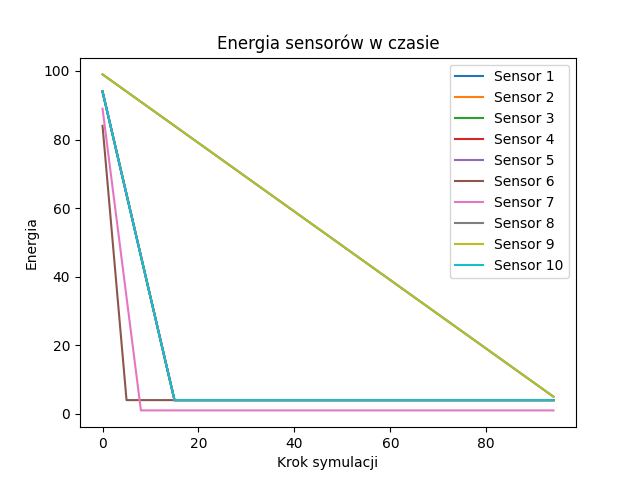 Energia sensorów w czasie
100
80
60
40
20
0
Energia
0 20 40 60 80
Krok symulacji
Sensor 1
Sensor 2
Sensor 3
Sensor 4
Sensor 5
Sensor 6
Sensor 7
Sensor 8
Sensor 9
Sensor 10